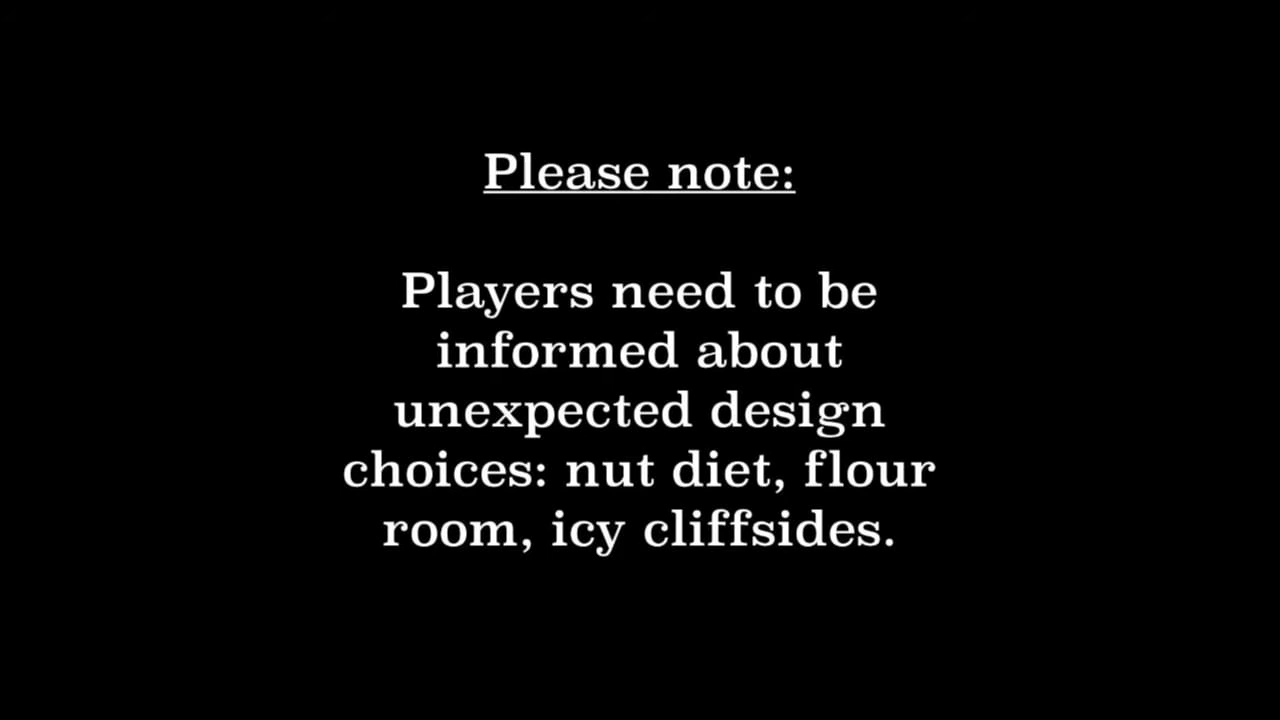 Please note:
Players need to be
informed about
unexpected design
choices: nut diet, flour
room, icy cliffsides.